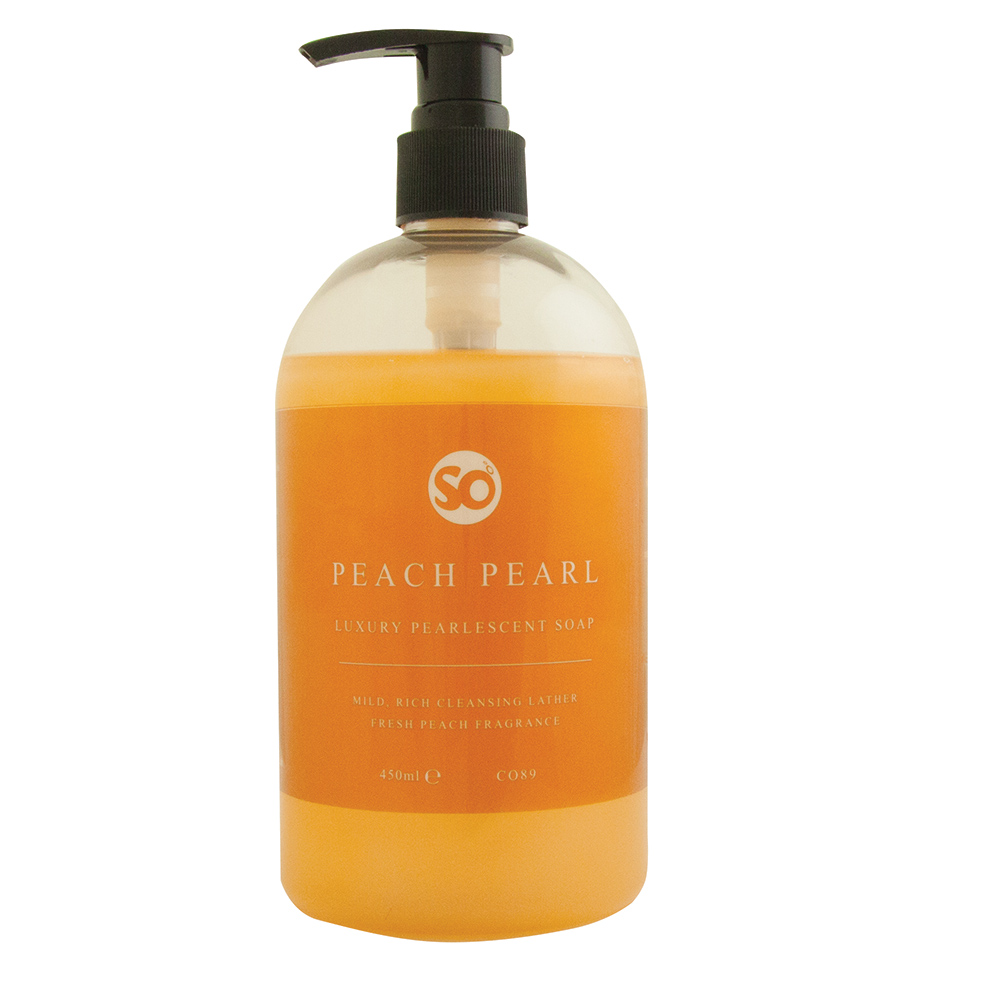 SO
PEACH PEARL
LUXURY PEARLESCENT SOAP
MILD, RICH CLEANSING LATHER
FRESH PEACH FRAGRANCE
450ml ℮ CO89